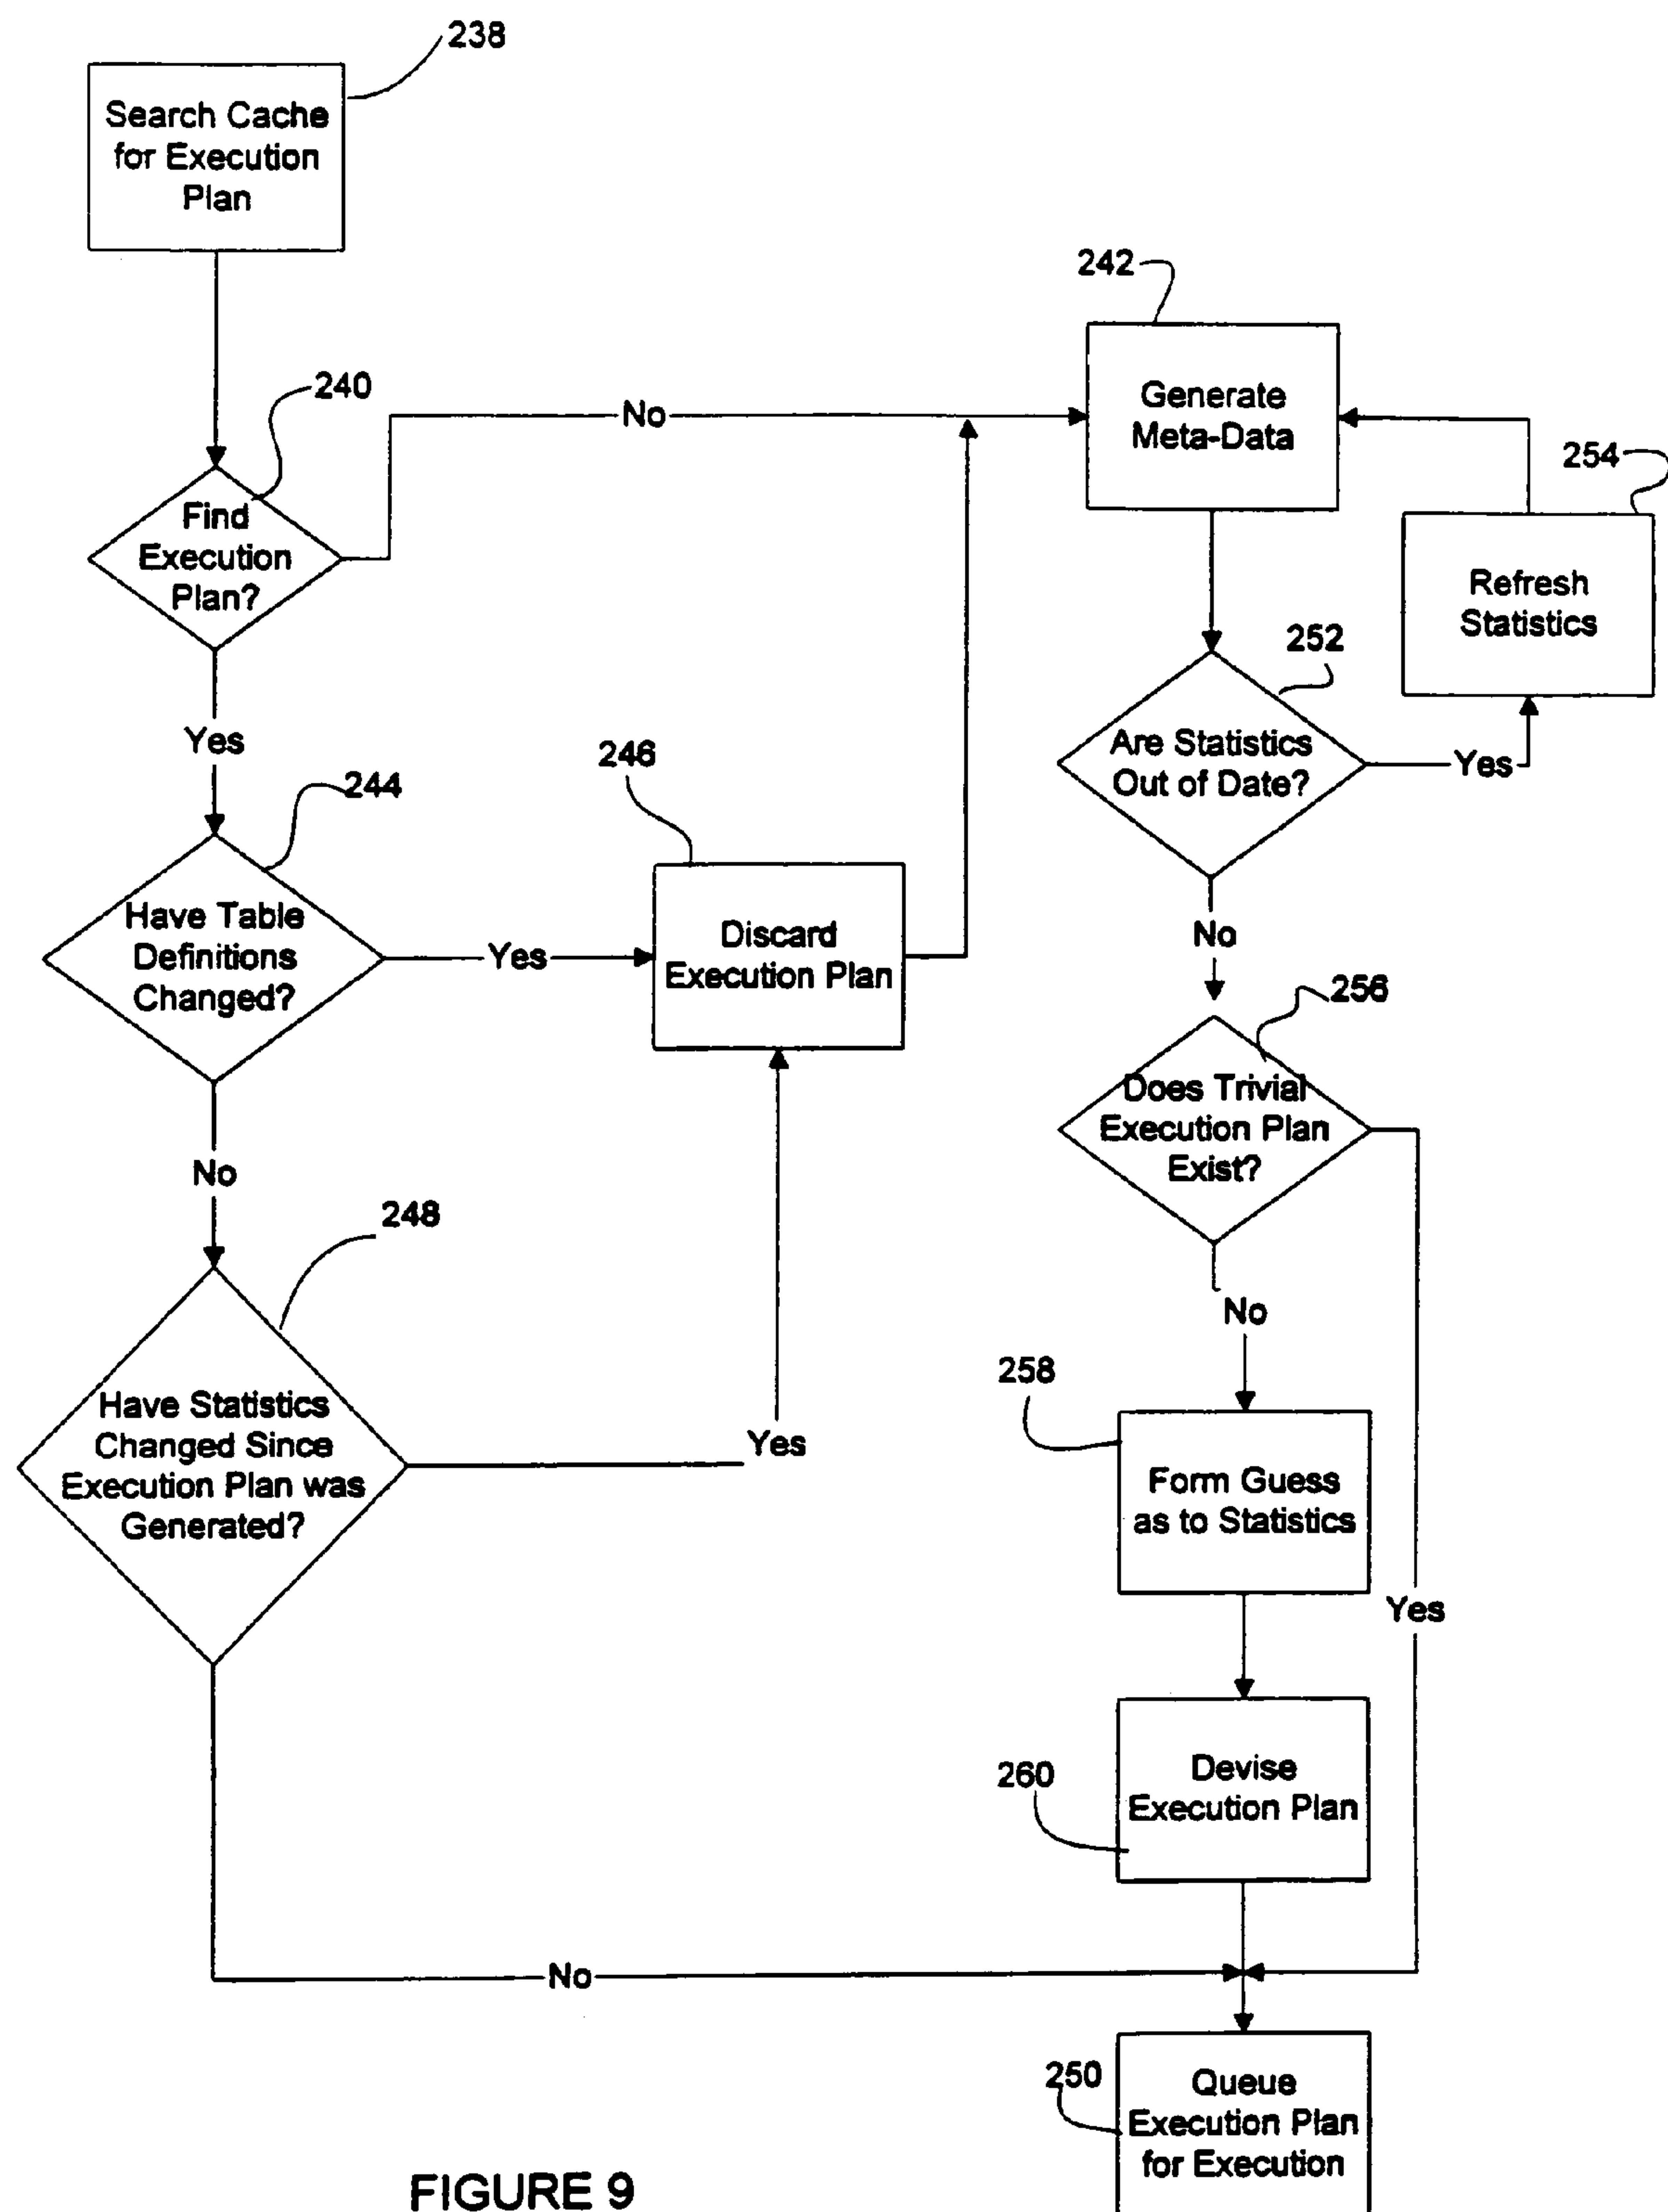 238
Search Cache
for Execution
Plan
240
Find
Execution
Plan?
No
Yes
244
Have Table
Definitions
Changed?
Yes
246
Discard
Execution Plan
No
248
Have Statistics
Changed Since
Execution Plan was
Generated?
Yes
No
242
Generate
Meta-Data
254
Refresh
Statistics
252
Are Statistics
Out of Date?
Yes
No
256
Does Trivial
Execution Plan
Exist?
No
Yes
258
Form Guess
as to Statistics
260
Devise
Execution Plan
250
Queue
Execution Plan
for Execution
FIGURE 9